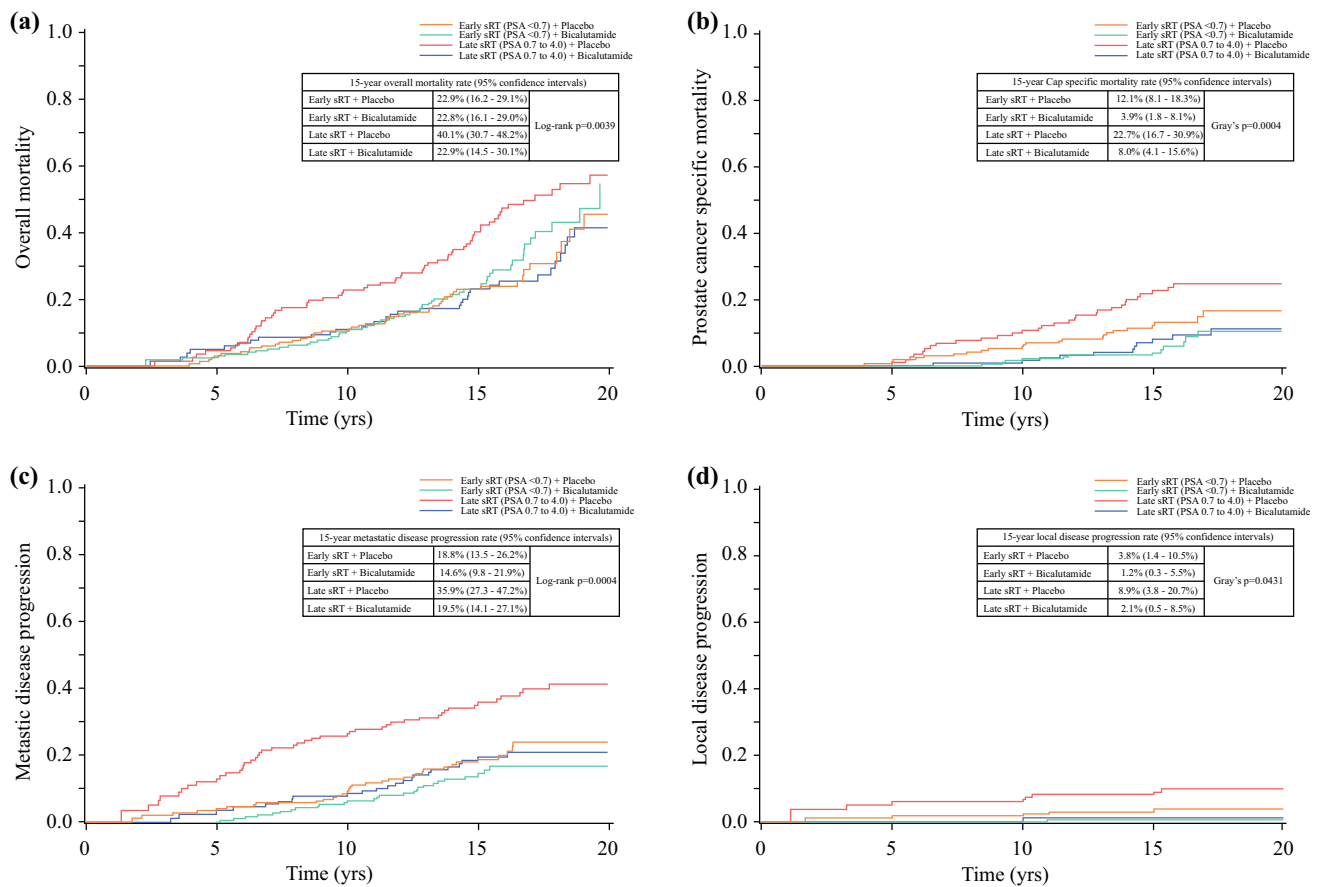 (a)
Early sRT (PSA <0.7) + Placebo
Early sRT (PSA <0.7) + Bicalutamide
Late sRT (PSA 0.7 to 4.0) + Placebo
Late sRT (PSA 0.7 to 4.0) + Bicalutamide
15-year overall mortality rate (95% confidence intervals)
Early sRT + Placebo 22.9% (16.2 - 29.1%)
Early sRT + Bicalutamide 22.8% (16.1 - 29.0%)
Log-rank p=0.0039
Late sRT + Placebo 40.1% (30.7 - 48.2%)
Late sRT + Bicalutamide 22.9% (14.5 - 30.1%)
Overall mortality
1.0
0.8
0.6
0.4
0.2
0.0
0 5 10 15 20
Time (yrs)
(b)
Early sRT (PSA <0.7) + Placebo
Early sRT (PSA <0.7) + Bicalutamide
Late sRT (PSA 0.7 to 4.0) + Placebo
Late sRT (PSA 0.7 to 4.0) + Bicalutamide
15-year Cap specific mortality rate (95% confidence intervals)
Early sRT + Placebo 12.1% (8.1 - 18.3%)
Early sRT + Bicalutamide 3.9% (1.8 - 8.1%)
Gray's p=0.0004
Late sRT + Placebo 22.7% (16.7 - 30.9%)
Late sRT + Bicalutamide 8.0% (4.1 - 15.6%)
Prostate cancer specific mortality
1.0
0.8
0.6
0.4
0.2
0.0
0 5 10 15 20
Time (yrs)
(c)
Early sRT (PSA <0.7) + Placebo
Early sRT (PSA <0.7) + Bicalutamide
Late sRT (PSA 0.7 to 4.0) + Placebo
Late sRT (PSA 0.7 to 4.0) + Bicalutamide
15-year metastatic disease progression rate (95% confidence intervals)
Early sRT + Placebo 18.8% (13.5 - 26.2%)
Early sRT + Bicalutamide 14.6% (9.8 - 21.9%)
Log-rank p=0.0004
Late sRT + Placebo 35.9% (27.3 - 47.2%)
Late sRT + Bicalutamide 19.5% (14.1 - 27.1%)
Metastic disease progression
1.0
0.8
0.6
0.4
0.2
0.0
0 5 10 15 20
Time (yrs)
(d)
Early sRT (PSA <0.7) + Placebo
Early sRT (PSA <0.7) + Bicalutamide
Late sRT (PSA 0.7 to 4.0) + Placebo
Late sRT (PSA 0.7 to 4.0) + Bicalutamide
15-year local disease progression rate (95% confidence intervals)
Early sRT + Placebo 3.8% (1.4 - 10.5%)
Early sRT + Bicalutamide 1.2% (0.3 - 5.5%)
Gray's p=0.0431
Late sRT + Placebo 8.9% (3.8 - 20.7%)
Late sRT + Bicalutamide 2.1% (0.5 - 8.5%)
Local disease progression
1.0
0.8
0.6
0.4
0.2
0.0
0 5 10 15 20
Time (yrs)